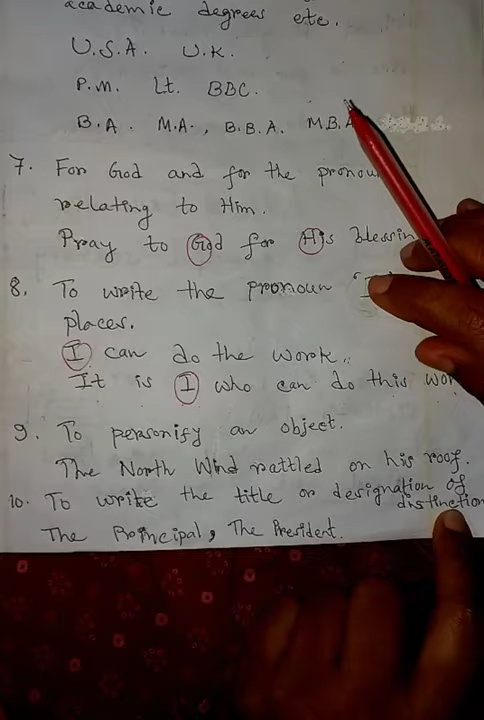 academic degrees etc.
U.S.A. U.K.
P.M. Lt. BBC.
B.A. M.A., B.B.A. M.B.A
7. For God and for the pronou
relating to Him.
Pray to God for His blessin
8. To write the pronoun "I"
places.
I can do the work.
It is I who can do this wor
9. To personify an object.
The North Wind rattled on his roof.
10. To write the title or designation of
distinction
The Principal, The President.